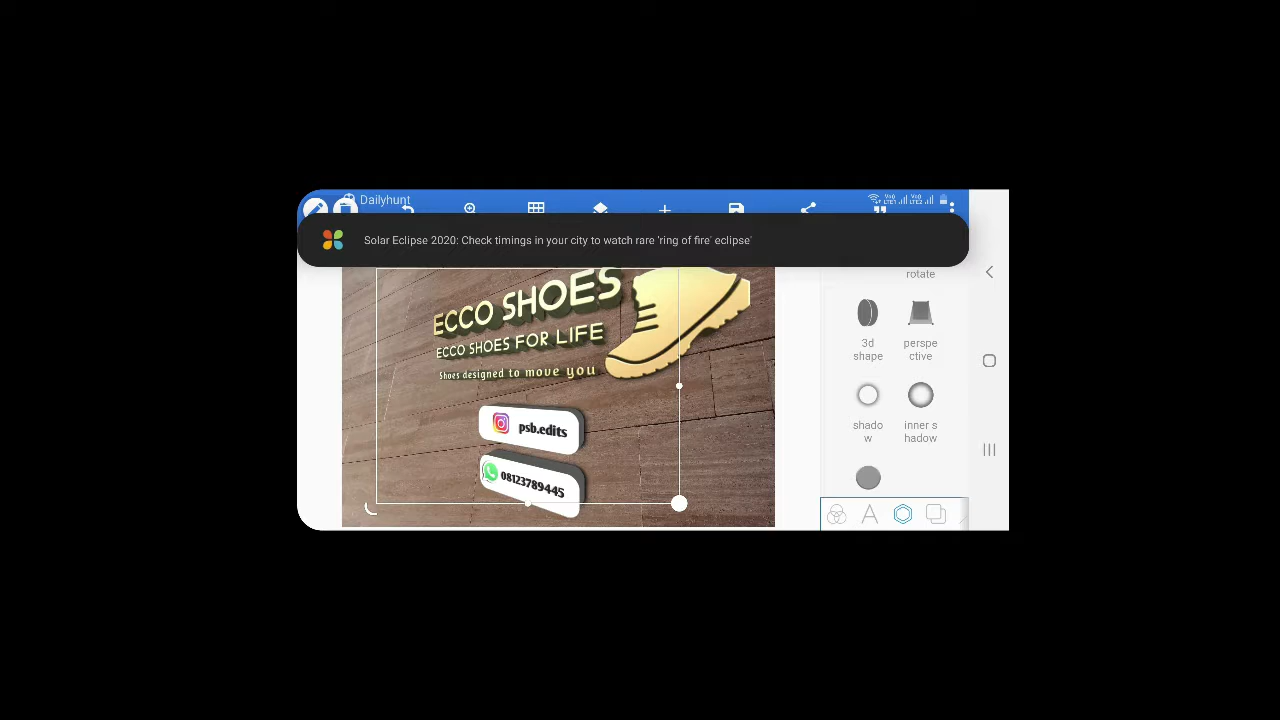 Dailyhunt
Solar Eclipse 2020: Check timings in your city to watch rare 'ring of fire' eclipse'
rotate
ECCO SHOES
ECCO SHOES FOR LIFE
Shoes designed to move you
psb.edits
08123789445
3d
shape
perspe
ctive
shado
w
inner s
hadow
A